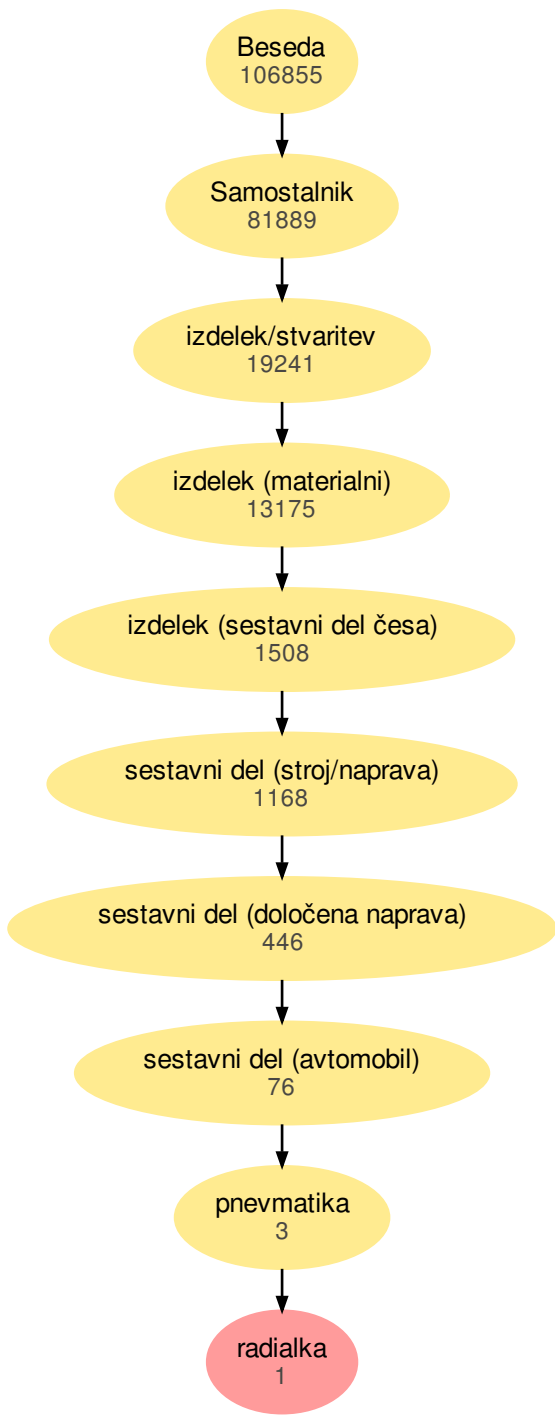 Beseda
106855
Samostalnik
81889
izdelek/stvaritev
19241
izdelek (materialni)
13175
izdelek (sestavni del česa)
1508
sestavni del (stroj/naprava)
1168
sestavni del (določena naprava)
446
sestavni del (avtomobil)
76
pnevmatika
3
radialka
1